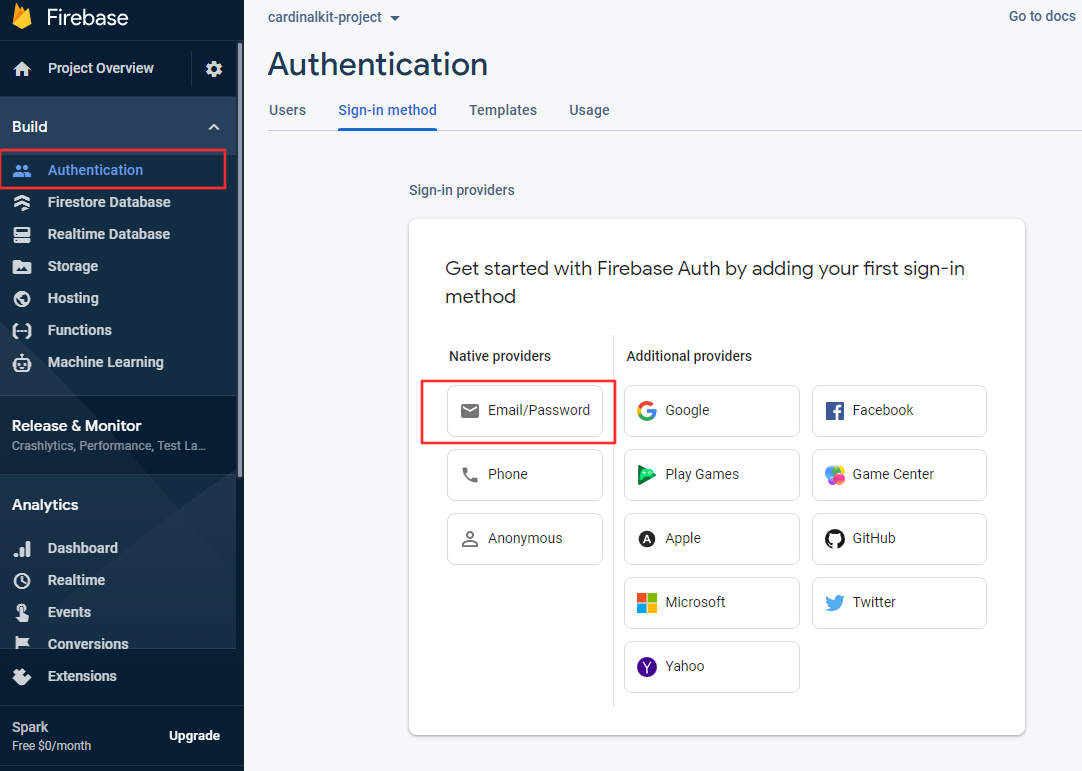 Firebase
Project Overview
Build
Authentication
Firestore Database
Realtime Database
Storage
Hosting
Functions
Machine Learning
Release & Monitor
Crashlytics, Performance, Test La...
Analytics
Dashboard
Realtime
Events
Conversions
Extensions
Spark
Free $0/month
Upgrade
cardinalkit-project
Go to docs
Authentication
Users
Sign-in method
Templates
Usage
Sign-in providers
Get started with Firebase Auth by adding your first sign-in
method
Native providers
Additional providers
Email/Password
Google
Facebook
Phone
Play Games
Game Center
Anonymous
Apple
GitHub
Microsoft
Twitter
Yahoo